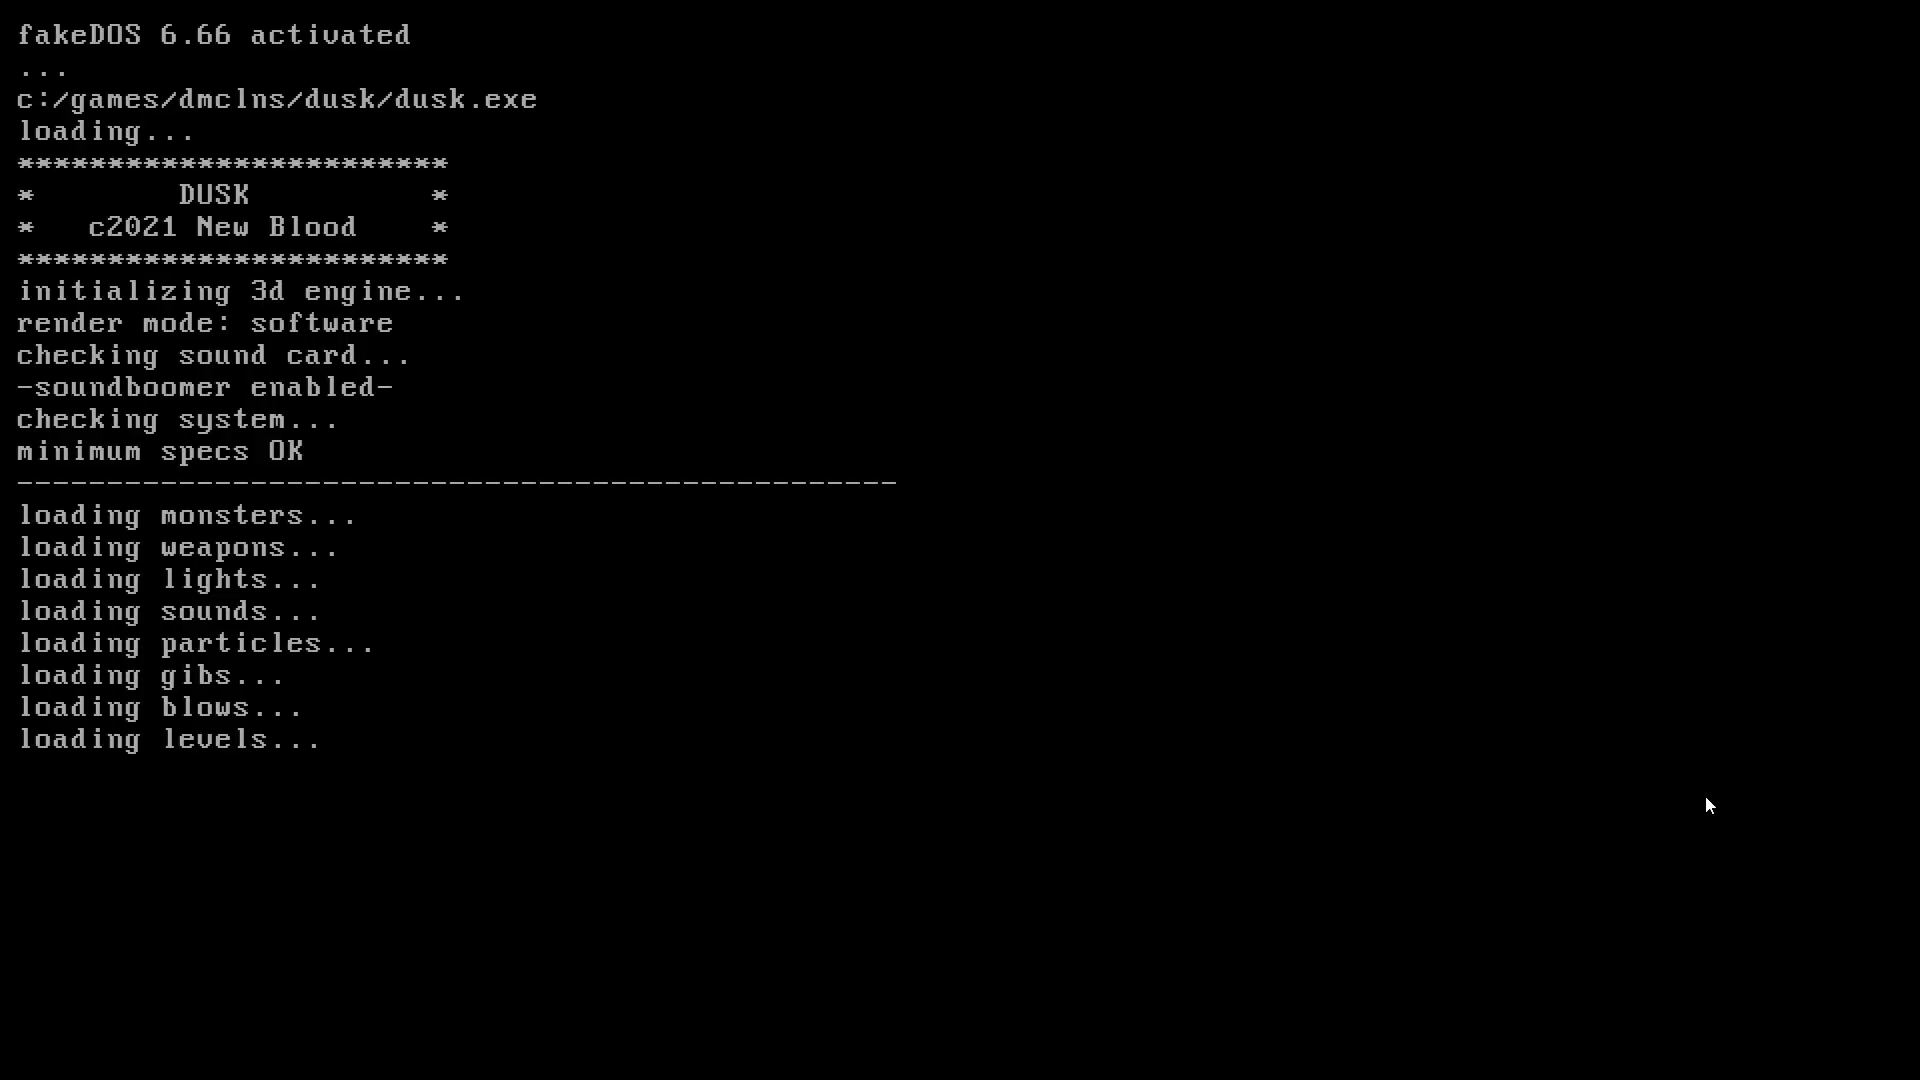 fakeDOS 6.66 activated
...
c:/games/dmclns/dusk/dusk.exe
loading...
************************
*        DUSK          *
*   c2021 New Blood    *
************************
initializing 3d engine...
render mode: software
checking sound card...
-soundboomer enabled-
checking system...
minimum specs OK
-------------------------------------------------
loading monsters...
loading weapons...
loading lights...
loading sounds...
loading particles...
loading gibs...
loading blows...
loading levels...